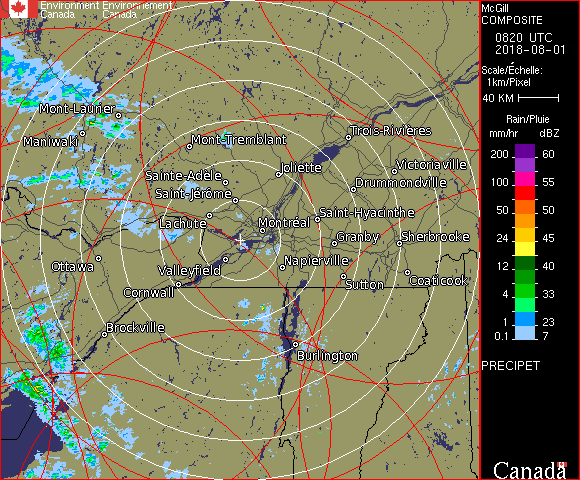 Environment Environnement
Canada Canada
McGill
COMPOSITE
0820 UTC
2018-08-01
Scale/Échelle:
1km/Pixel
40 KM
Rain/Pluie
mm/hr dBZ
200 60
150 57
100 55
50 50
24 45
12 40
4 33
1 23
0.1 7
PRECIPET
Canada
Mont-Laurier
Maniwaki
Mont-Tremblant
Trois-Rivières
Sainte-Adèle
Joliette
Victoriaville
Saint-Jérôme
Drummondville
Lachute
Montréal
Saint-Hyacinthe
Granby
Sherbrooke
Ottawa
Valleyfield
Napierville
Cornwall
Sutton
Coaticook
Brockville
Burlington